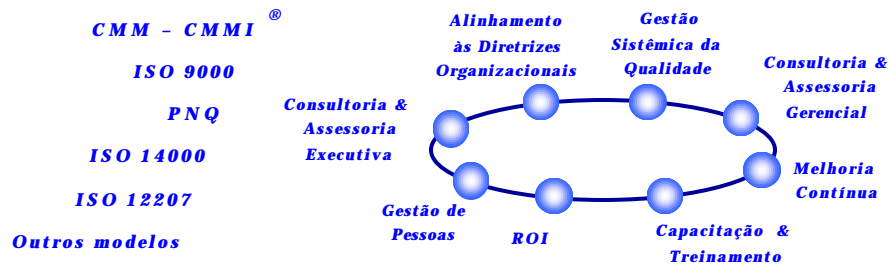 CMM – CMMI ®
ISO 9000
PNQ
ISO 14000
ISO 12207
Outros modelos
Alinhamento
às Diretrizes
Organizacionais
Gestão
Sistêmica da
Qualidade
Consultoria &
Assessoria
Gerencial
Melhoria
Contínua
Capacitação &
Treinamento
ROI
Gestão de
Pessoas
Consultoria &
Assessoria
Executiva